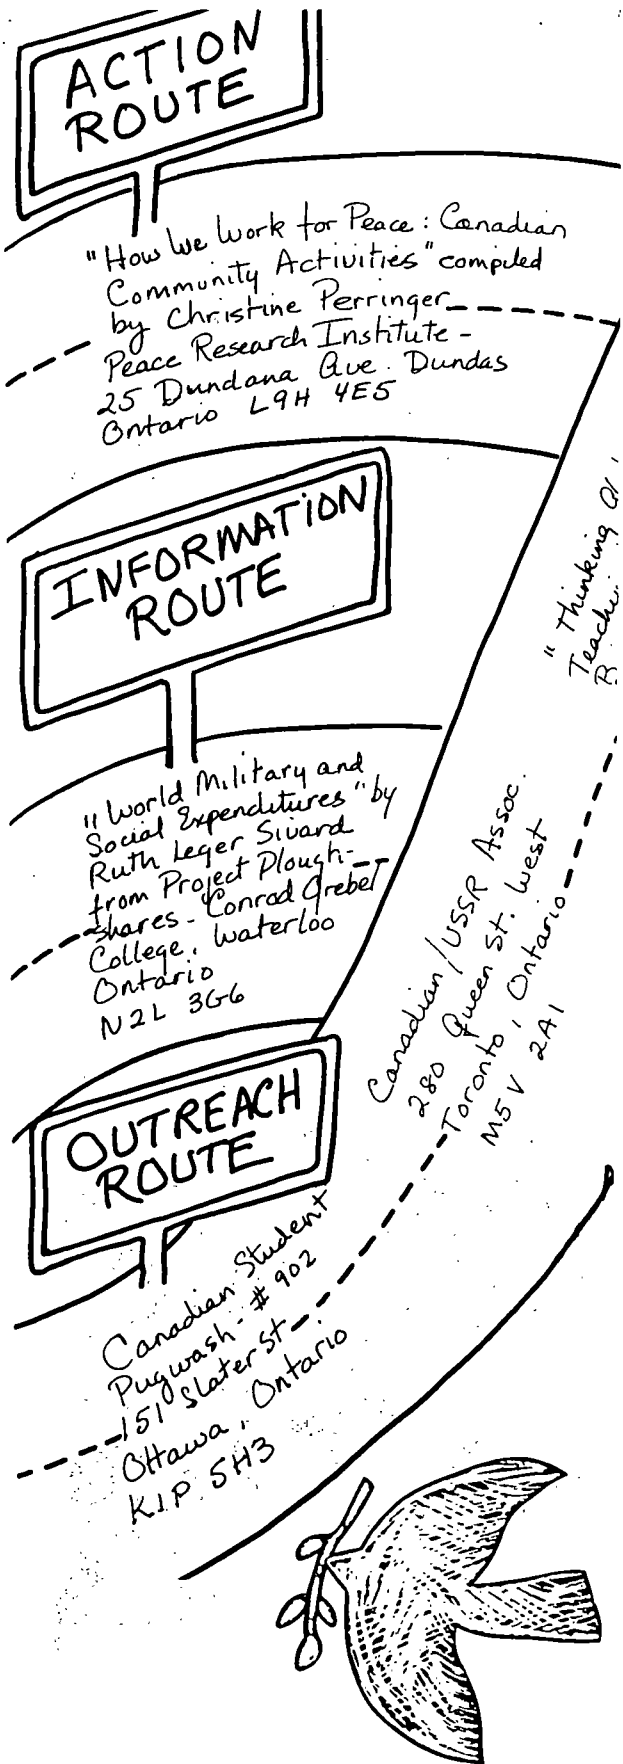 ACTION
ROUTE
"How We Work for Peace: Canadian
Community Activities" compiled
by Christine Perringer
Peace Research Institute -
25 Dundana Ave. Dundas
Ontario L9H 4E5
INFORMATION
ROUTE
"World Military and
Social Expenditures" by
Ruth Leger Sivard
from Project Plough-
shares - Conrad Grebel
College, Waterloo
Ontario
N2L 3G6
"Thinking
Canadian/USSR Assoc.
280 Queen St. West
Toronto, Ontario
M5V 2A1
OUTREACH
ROUTE
Canadian Student
Pugwash - # 902
151 Slater St
Ottawa, Ontario
K1P 5H3